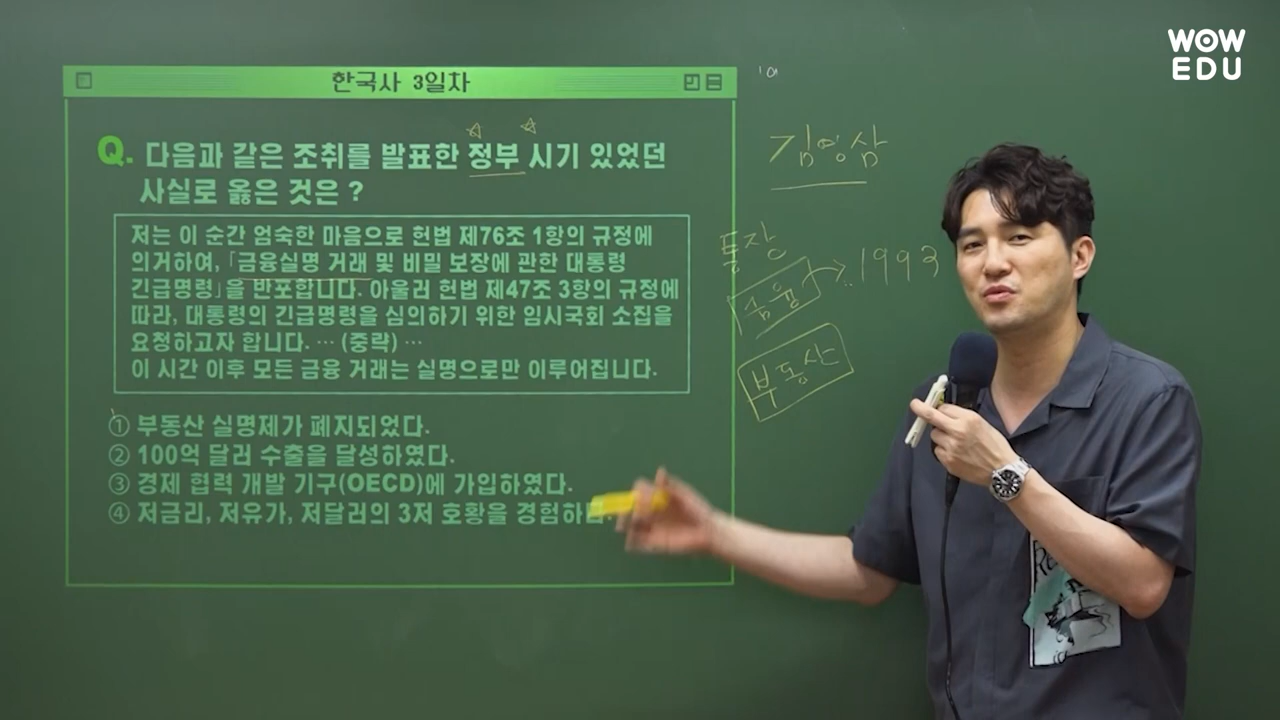 WOW
EDU
한국사 3일차
Q. 다음과 같은 조취를 발표한 정부 시기 있었던
사실로 옳은 것은 ?
저는 이 순간 엄숙한 마음으로 헌법 제76조 1항의 규정에
의거하여, 「금융실명 거래 및 비밀 보장에 관한 대통령
긴급명령」을 반포합니다. 아울러 헌법 제47조 3항의 규정에
따라, 대통령의 긴급명령을 심의하기 위한 임시국회 소집을
요청하고자 합니다. … (중략) …
이 시간 이후 모든 금융 거래는 실명으로만 이루어집니다.
① 부동산 실명제가 폐지되었다.
② 100억 달러 수출을 달성하였다.
③ 경제 협력 개발 기구(OECD)에 가입하였다.
④ 저금리, 저유가, 저달러의 3저 호황을 경험하
김영삼
통장
금융 1993
부동산